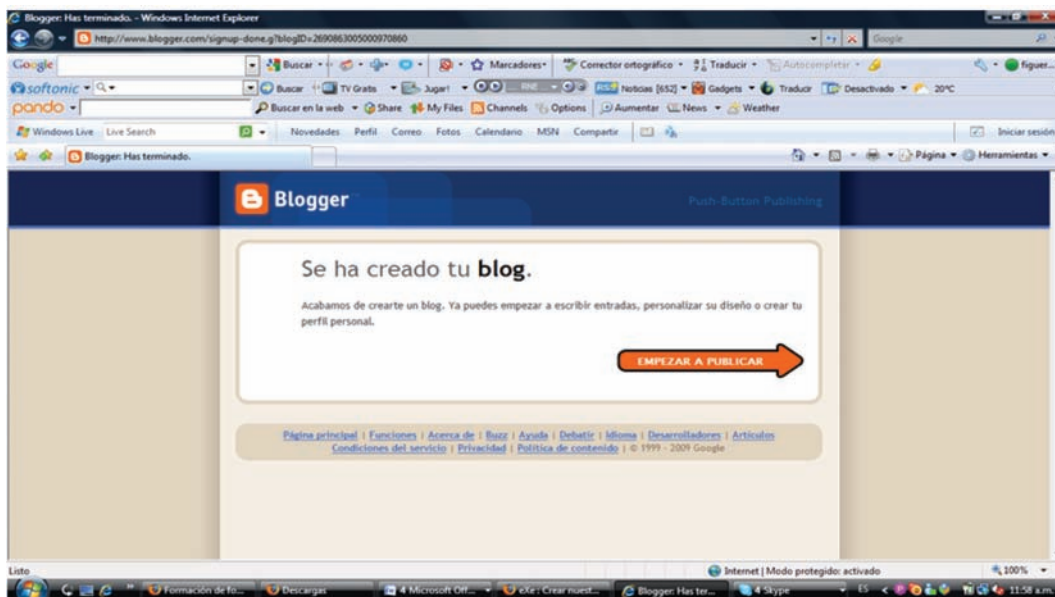 Blogger: Has terminado. - Windows Internet Explorer
http://www.blogger.com/signup-done.g?blogID=2690863005000970860 Google
Google Buscar Marcadores Corrector ortográfico Traducir Autocompletar figuer...
softonic Buscar TV Gratis Jugar! RNE Noticias [652] Gadgets Traducir Desactivado 20°C
pando Buscar en la web Share My Files Channels Options Aumentar News Weather
Windows Live Live Search Novedades Perfil Correo Fotos Calendario MSN Compartir Iniciar sesión
Blogger: Has terminado. Página Herramientas
Blogger Push-Button Publishing
Se ha creado tu blog.
Acabamos de crearte un blog. Ya puedes empezar a escribir entradas, personalizar su diseño o crear tu
perfil personal.
EMPEZAR A PUBLICAR
Página principal | Funciones | Acerca de | Buzz | Ayuda | Debatir | Idioma | Desarrolladores | Artículos
Condiciones del servicio | Privacidad | Política de contenido | © 1999 - 2009 Google
Listo Internet | Modo protegido: activado 100%
Formación de fo... Descargas 4 Microsoft Off... eXe : Crear nuest... Blogger: Has ter... 4 Skype ES 11:58 a.m.